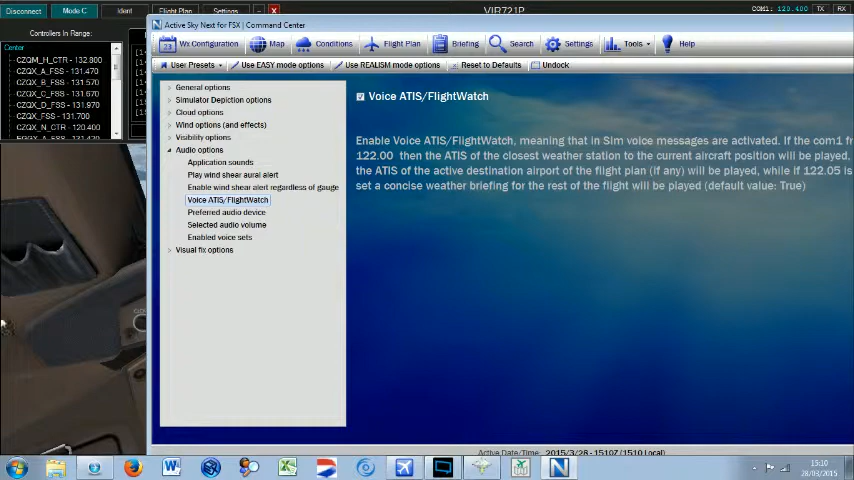 Disconnect Mode C Ident Flight Plan Settings VIR721P COM1: 120.400 TX RX
Controllers In Range:
Center
CZQM_H_CTR - 132.800
CZQX_A_FSS - 131.470
CZQX_B_FSS - 131.570
CZQX_C_FSS - 131.670
CZQX_D_FSS - 131.970
CZQX_N_CTR - 120.400
Active Sky Next for FSX | Command Center
Wx Configuration Map Conditions Flight Plan Briefing Search Settings Tools Help
User Presets Use EASY mode options Use REALISM mode options Reset to Defaults Undock
General options
Simulator Depiction options
Cloud options
Wind options (and effects)
Visibility options
Audio options
Application sounds
Play wind shear aural alert
Enable wind shear alert regardless of gauge
Voice ATIS/FlightWatch
Preferred audio device
Selected audio volume
Enabled voice sets
Visual fix options
Voice ATIS/FlightWatch
Enable Voice ATIS/FlightWatch, meaning that in Sim voice messages are activated. If the com1 fr
122.00 then the ATIS of the closest weather station to the current aircraft position will be played.
the ATIS of the active destination airport of the flight plan (if any) will be played, while if 122.05 is
set a concise weather briefing for the rest of the flight will be played (default value: True)
Active Date/Time: 2015/3/28 - 1510Z (1510 Local)
15:10
28/03/2015